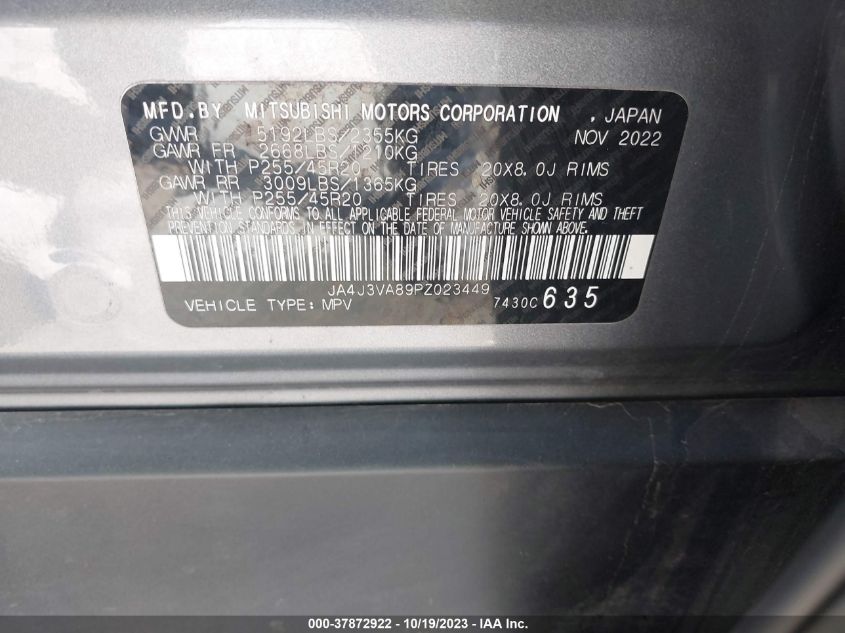 MFD.BY MITSUBISHI MOTORS CORPORATION , JAPAN
GVWR 5192LBS/2355KG NOV 2022
GAWR FR 2668LBS/1210KG
WITH P255/45R20 TIRES 20X8.0J RIMS
GAWR RR 3009LBS/1365KG
WITH P255/45R20 TIRES 20X8.0J RIMS
THIS VEHICLE CONFORMS TO ALL APPLICABLE FEDERAL MOTOR VEHICLE SAFETY AND THEFT
PREVENTION STANDARDS IN EFFECT ON THE DATE OF MANUFACTURE SHOWN ABOVE.
JA4J3VA89PZ023449
VEHICLE TYPE: MPV 7430C 635
000-37872922 - 10/19/2023 - IAAI.COM